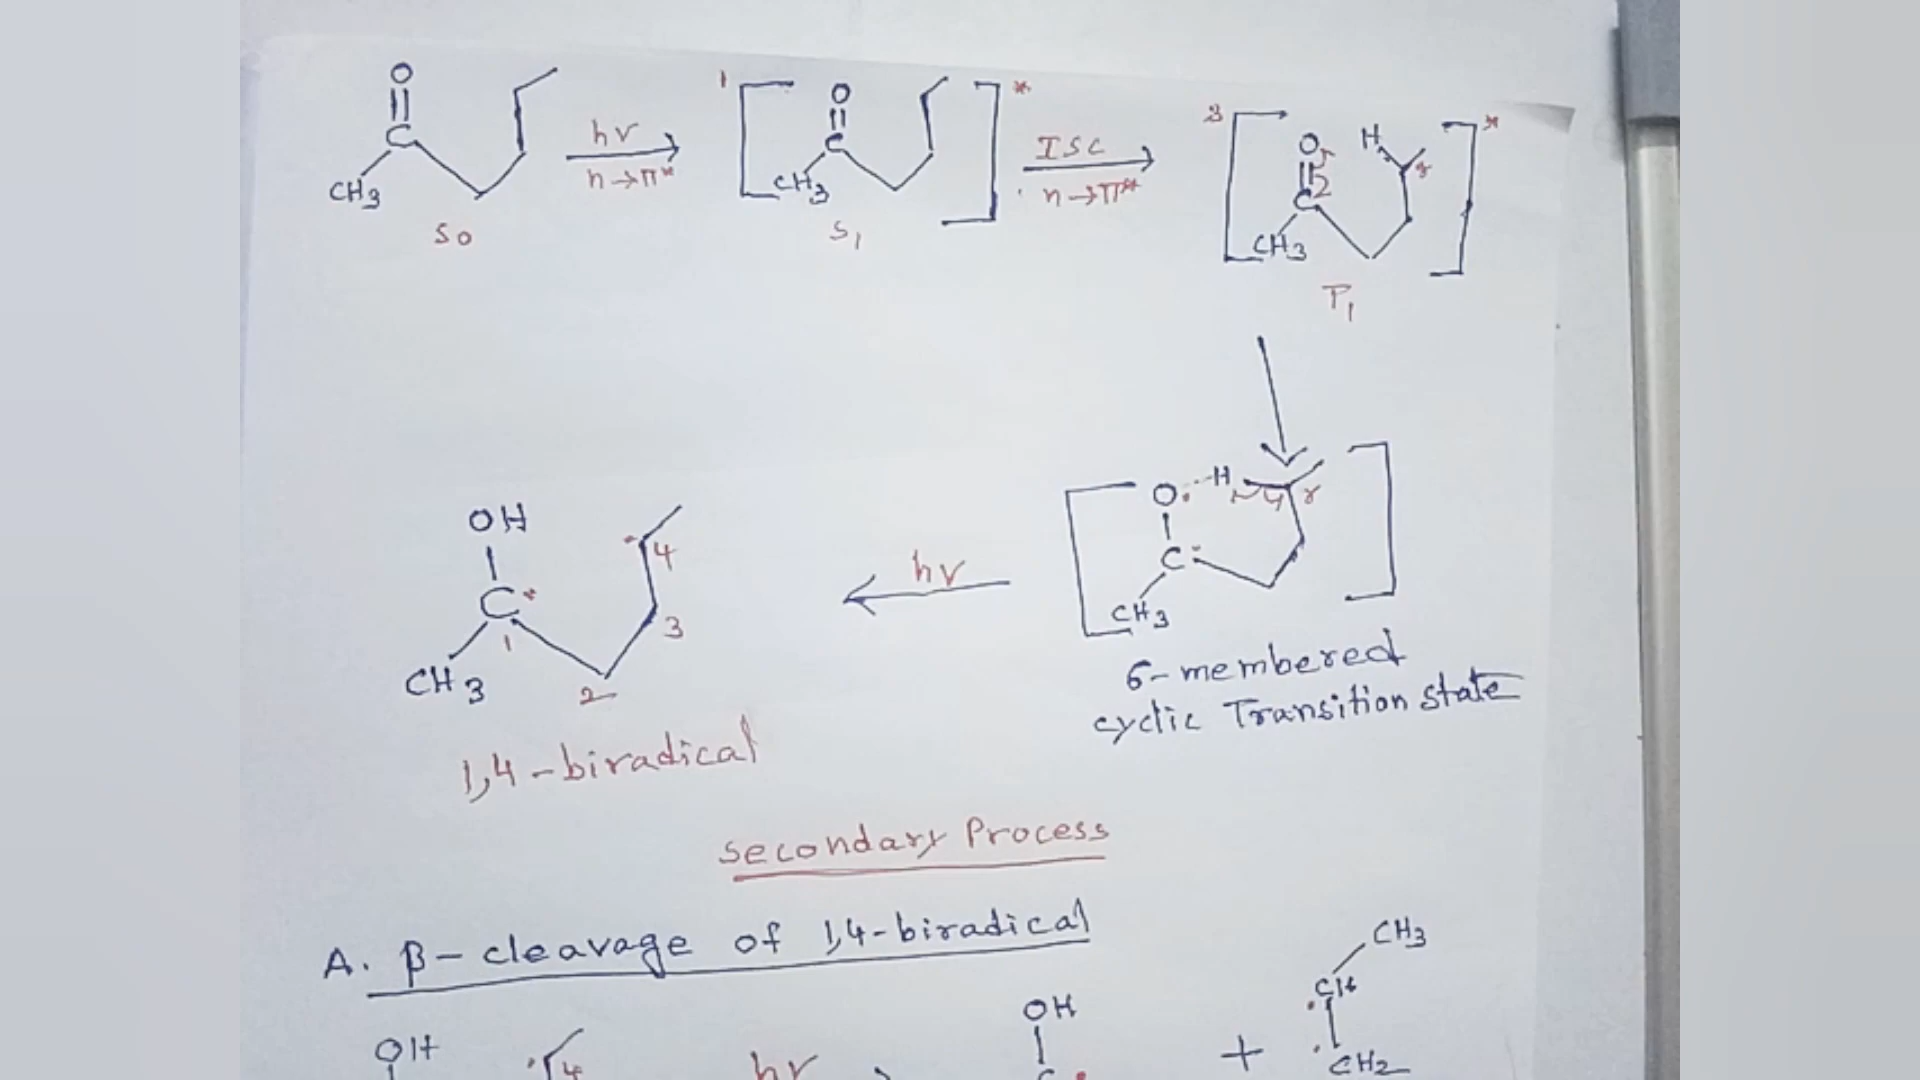 O
C
CH3
S0
hν
n→π*
1
O
C
CH3
*
S1
ISC
n→π*
3
O
C
CH3
H
γ
*
T1
O·---H
C·
CH3
γ
6-membered
cyclic Transition state
hν
OH
C·
CH3
1
2
3
4
1,4-biradical
Secondary Process
A. β-cleavage of 1,4-biradical
OH
4
hν
OH
C
+
CH3
CH
CH2